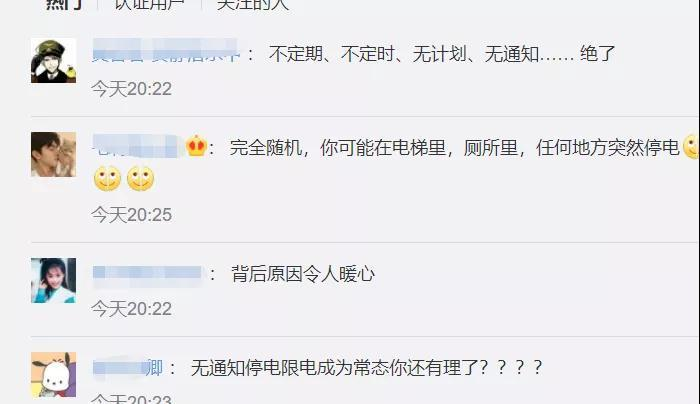 热门 认证用户 关注的人
：不定期、不定时、无计划、无通知…… 绝了
今天20:22
：完全随机，你可能在电梯里，厕所里，任何地方突然停电
今天20:25
：背后原因令人暖心
今天20:22
卿：无通知停电限电成为常态你还有理了？？？？
今天20:23